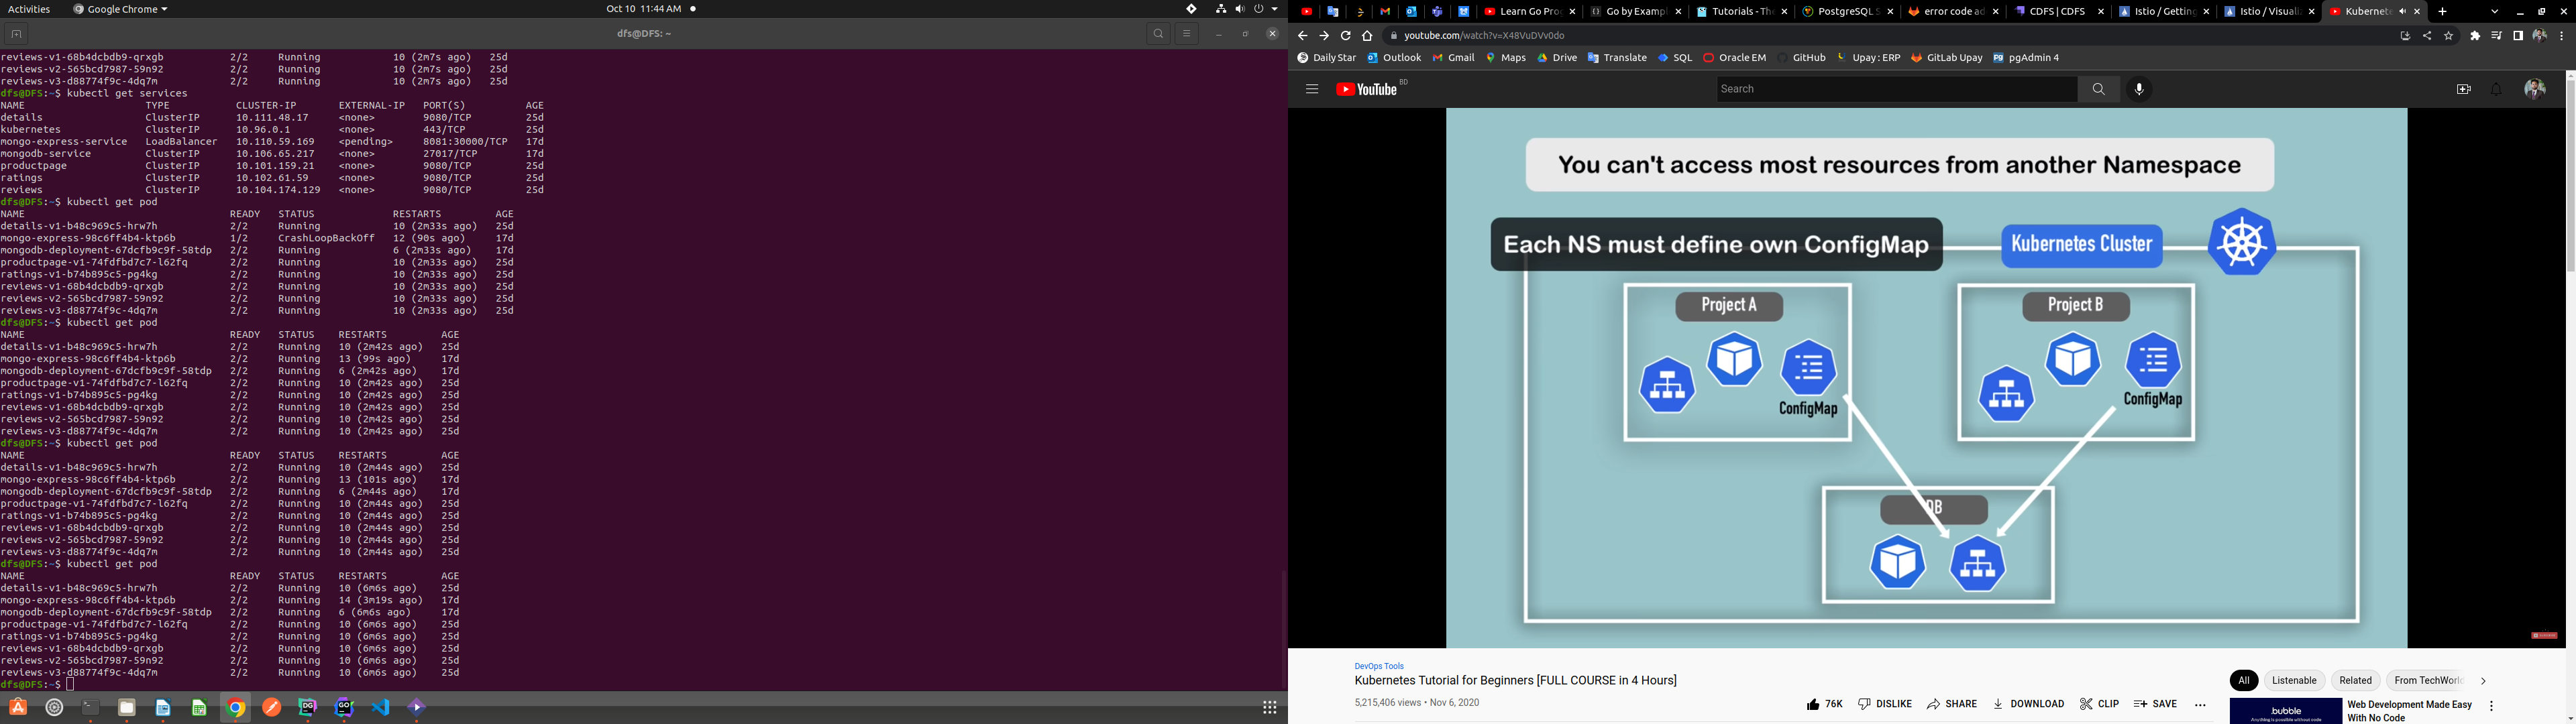 Activities Google Chrome Oct 10 11:44 AM
dfs@DFS: ~
reviews-v1-68b4dcbdb9-qrxgb 2/2 Running 10 (2m7s ago) 25d
reviews-v2-565bcd7987-59n92 2/2 Running 10 (2m7s ago) 25d
reviews-v3-d88774f9c-4dq7m 2/2 Running 10 (2m7s ago) 25d
dfs@DFS:~$ kubectl get services
NAME TYPE CLUSTER-IP EXTERNAL-IP PORT(S) AGE
details ClusterIP 10.111.48.17 <none> 9080/TCP 25d
kubernetes ClusterIP 10.96.0.1 <none> 443/TCP 25d
mongo-express-service LoadBalancer 10.110.59.169 <pending> 8081:30000/TCP 17d
mongodb-service ClusterIP 10.106.65.217 <none> 27017/TCP 17d
productpage ClusterIP 10.101.159.21 <none> 9080/TCP 25d
ratings ClusterIP 10.102.61.59 <none> 9080/TCP 25d
reviews ClusterIP 10.104.174.129 <none> 9080/TCP 25d
dfs@DFS:~$ kubectl get pod
NAME READY STATUS RESTARTS AGE
details-v1-b48c969c5-hrw7h 2/2 Running 10 (2m33s ago) 25d
mongo-express-98c6ff4b4-ktp6b 1/2 CrashLoopBackOff 12 (90s ago) 17d
mongodb-deployment-67dcfb9c9f-58tdp 2/2 Running 6 (2m33s ago) 17d
productpage-v1-74fdfbd7c7-l62fq 2/2 Running 10 (2m33s ago) 25d
ratings-v1-b74b895c5-pg4kg 2/2 Running 10 (2m33s ago) 25d
reviews-v1-68b4dcbdb9-qrxgb 2/2 Running 10 (2m33s ago) 25d
reviews-v2-565bcd7987-59n92 2/2 Running 10 (2m33s ago) 25d
reviews-v3-d88774f9c-4dq7m 2/2 Running 10 (2m33s ago) 25d
dfs@DFS:~$ kubectl get pod
NAME READY STATUS RESTARTS AGE
details-v1-b48c969c5-hrw7h 2/2 Running 10 (2m42s ago) 25d
mongo-express-98c6ff4b4-ktp6b 2/2 Running 13 (99s ago) 17d
mongodb-deployment-67dcfb9c9f-58tdp 2/2 Running 6 (2m42s ago) 17d
productpage-v1-74fdfbd7c7-l62fq 2/2 Running 10 (2m42s ago) 25d
ratings-v1-b74b895c5-pg4kg 2/2 Running 10 (2m42s ago) 25d
reviews-v1-68b4dcbdb9-qrxgb 2/2 Running 10 (2m42s ago) 25d
reviews-v2-565bcd7987-59n92 2/2 Running 10 (2m42s ago) 25d
reviews-v3-d88774f9c-4dq7m 2/2 Running 10 (2m42s ago) 25d
dfs@DFS:~$ kubectl get pod
NAME READY STATUS RESTARTS AGE
details-v1-b48c969c5-hrw7h 2/2 Running 10 (2m44s ago) 25d
mongo-express-98c6ff4b4-ktp6b 2/2 Running 13 (101s ago) 17d
mongodb-deployment-67dcfb9c9f-58tdp 2/2 Running 6 (2m44s ago) 17d
productpage-v1-74fdfbd7c7-l62fq 2/2 Running 10 (2m44s ago) 25d
ratings-v1-b74b895c5-pg4kg 2/2 Running 10 (2m44s ago) 25d
reviews-v1-68b4dcbdb9-qrxgb 2/2 Running 10 (2m44s ago) 25d
reviews-v2-565bcd7987-59n92 2/2 Running 10 (2m44s ago) 25d
reviews-v3-d88774f9c-4dq7m 2/2 Running 10 (2m44s ago) 25d
dfs@DFS:~$ kubectl get pod
NAME READY STATUS RESTARTS AGE
details-v1-b48c969c5-hrw7h 2/2 Running 10 (6m6s ago) 25d
mongo-express-98c6ff4b4-ktp6b 2/2 Running 14 (3m19s ago) 17d
mongodb-deployment-67dcfb9c9f-58tdp 2/2 Running 6 (6m6s ago) 17d
productpage-v1-74fdfbd7c7-l62fq 2/2 Running 10 (6m6s ago) 25d
ratings-v1-b74b895c5-pg4kg 2/2 Running 10 (6m6s ago) 25d
reviews-v1-68b4dcbdb9-qrxgb 2/2 Running 10 (6m6s ago) 25d
reviews-v2-565bcd7987-59n92 2/2 Running 10 (6m6s ago) 25d
reviews-v3-d88774f9c-4dq7m 2/2 Running 10 (6m6s ago) 25d
dfs@DFS:~$
DG GO
Learn Go Prog Go by Exampl Tutorials - The PostgreSQL S error code ad CDFS | CDFS Istio / Getting Istio / Visualiz Kubernete
youtube.com/watch?v=X48VuDVv0do
Daily Star Outlook Gmail Maps Drive Translate SQL Oracle EM GitHub Upay : ERP GitLab Upay pgAdmin 4
YouTube BD Search
You can't access most resources from another Namespace
Each NS must define own ConfigMap
Kubernetes Cluster
Project A Project B
ConfigMap ConfigMap
DB
DevOps Tools
Kubernetes Tutorial for Beginners [FULL COURSE in 4 Hours]
5,215,406 views • Nov 6, 2020
76K DISLIKE SHARE DOWNLOAD CLIP SAVE
All Listenable Related From TechWorld
.bubble
Anything is possible without code
Web Development Made Easy
With No Code